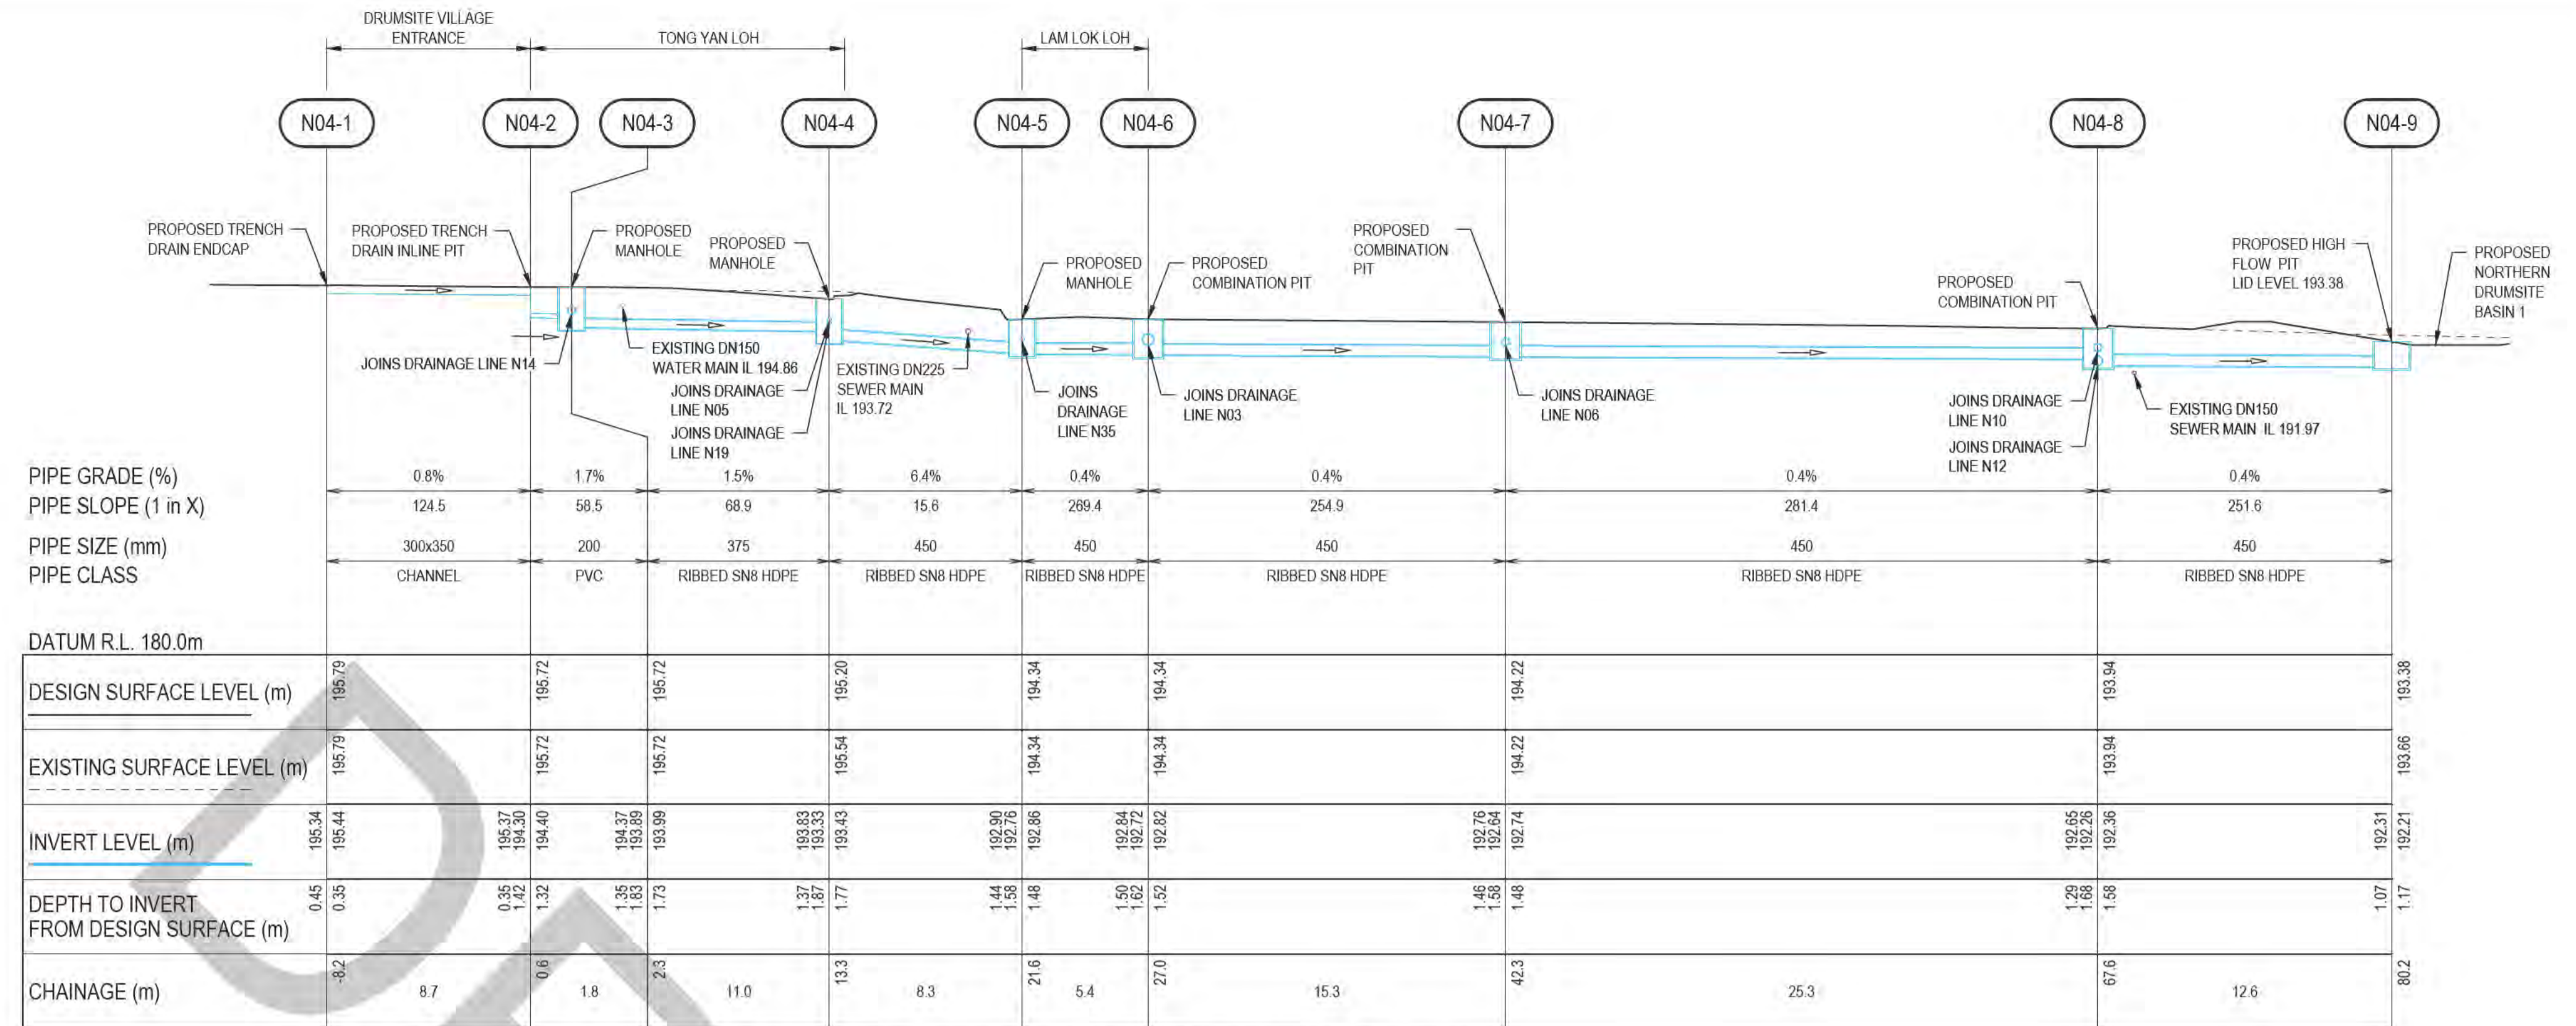 DRUMSITE VILLAGE
ENTRANCE
TONG YAN LOH
LAM LOK LOH
N04-1
N04-2
N04-3
N04-4
N04-5
N04-6
N04-7
N04-8
N04-9
PROPOSED TRENCH
DRAIN ENDCAP
PROPOSED TRENCH
DRAIN INLINE PIT
PROPOSED
MANHOLE
PROPOSED
MANHOLE
PROPOSED
MANHOLE
PROPOSED
COMBINATION PIT
PROPOSED
COMBINATION
PIT
PROPOSED
COMBINATION PIT
PROPOSED HIGH
FLOW PIT
LID LEVEL 193.38
PROPOSED
NORTHERN
DRUMSITE
BASIN 1
JOINS DRAINAGE LINE N14
EXISTING DN150
WATER MAIN IL 194.86
JOINS DRAINAGE
LINE N05
JOINS DRAINAGE
LINE N19
EXISTING DN225
SEWER MAIN
IL 193.72
JOINS
DRAINAGE
LINE N35
JOINS DRAINAGE
LINE N03
JOINS DRAINAGE
LINE N06
JOINS DRAINAGE
LINE N10
JOINS DRAINAGE
LINE N12
EXISTING DN150
SEWER MAIN IL 191.97
PIPE GRADE (%) 0.8% 1.7% 1.5% 6.4% 0.4% 0.4% 0.4% 0.4%
PIPE SLOPE (1 in X) 124.5 58.5 68.9 15.6 269.4 254.9 281.4 251.6
PIPE SIZE (mm) 300x350 200 375 450 450 450 450 450
PIPE CLASS CHANNEL PVC RIBBED SN8 HDPE RIBBED SN8 HDPE RIBBED SN8 HDPE RIBBED SN8 HDPE RIBBED SN8 HDPE RIBBED SN8 HDPE
DATUM R.L. 180.0m
DESIGN SURFACE LEVEL (m) 195.79 195.72 195.72 195.20 194.34 194.34 194.22 193.94 193.38
EXISTING SURFACE LEVEL (m) 195.79 195.72 195.72 195.54 194.34 194.34 194.22 193.94 193.66
INVERT LEVEL (m) 195.34 195.44 195.37 194.30 194.40 194.37 193.89 193.99 193.83 193.33 193.43 192.90 192.76 192.86 192.84 192.72 192.82 192.76 192.64 192.74 192.65 192.26 192.36 192.31 192.21
DEPTH TO INVERT
FROM DESIGN SURFACE (m) 0.45 0.35 0.35 1.42 1.32 1.35 1.83 1.73 1.37 1.87 1.77 1.44 1.58 1.48 1.50 1.62 1.52 1.46 1.58 1.48 1.29 1.68 1.58 1.07 1.17
CHAINAGE (m) -8.2 8.7 0.6 1.8 2.3 11.0 13.3 8.3 21.6 5.4 27.0 15.3 42.3 25.3 67.6 12.6 80.2